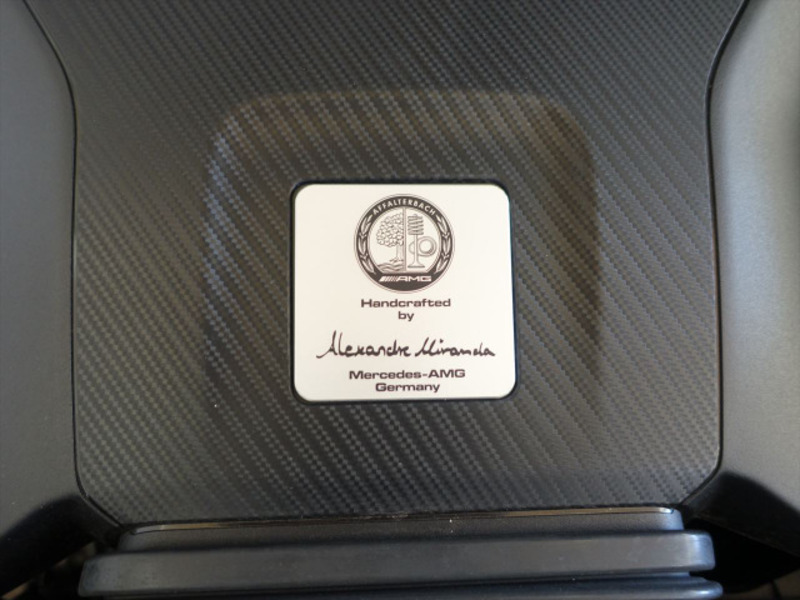 AFFALTERBACH
AMG
Handcrafted
by
Alexandre Miranda
Mercedes-AMG
Germany